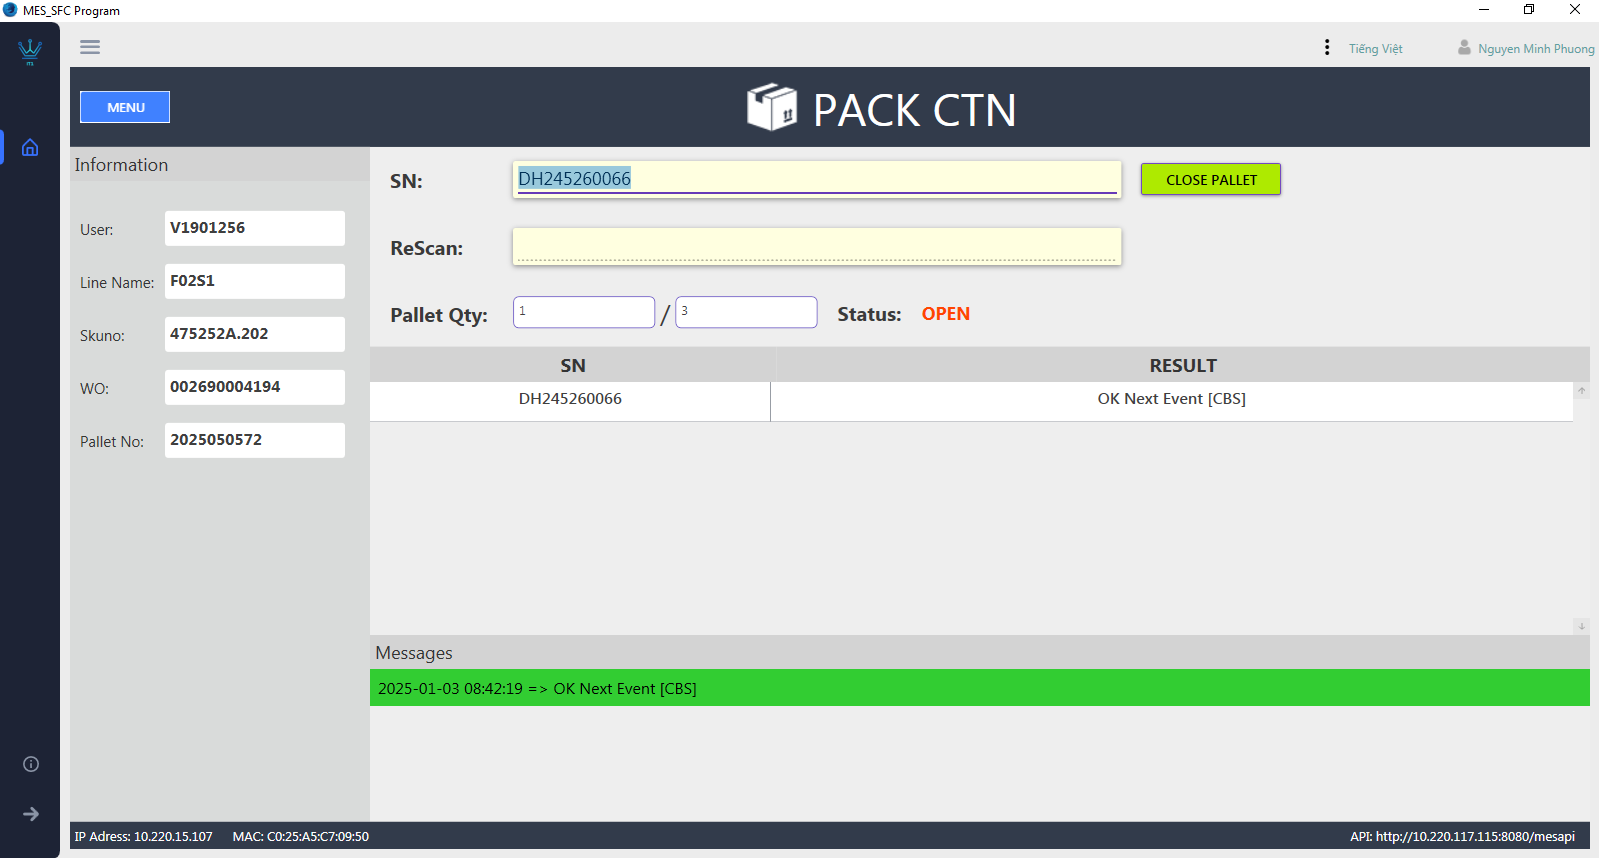 MES_SFC Program
Tiếng Việt
Nguyen Minh Phuong
MENU
PACK CTN
Information
User: V1901256
Line Name: F02S1
Skuno: 475252A.202
WO: 002690004194
Pallet No: 2025050572
SN: DH245260066
CLOSE PALLET
ReScan:
Pallet Qty: 1 / 3 Status: OPEN
SN RESULT
DH245260066 OK Next Event [CBS]
Messages
2025-01-03 08:42:19 => OK Next Event [CBS]
IP Adress: 10.220.15.107 MAC: C0:25:A5:C7:09:50 API: http://10.220.117.115:8080/mesapi